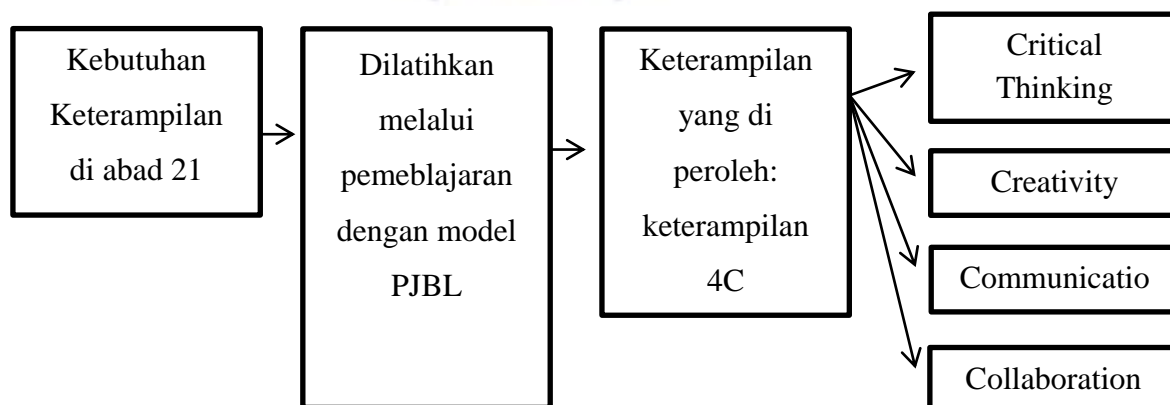 Kebutuhan
Keterampilan
di abad 21
Dilatihkan
melalui
pemeblajaran
dengan model
PJBL
Keterampilan
yang di
peroleh:
keterampilan
4C
Critical
Thinking
Creativity
Communicatio
Collaboration